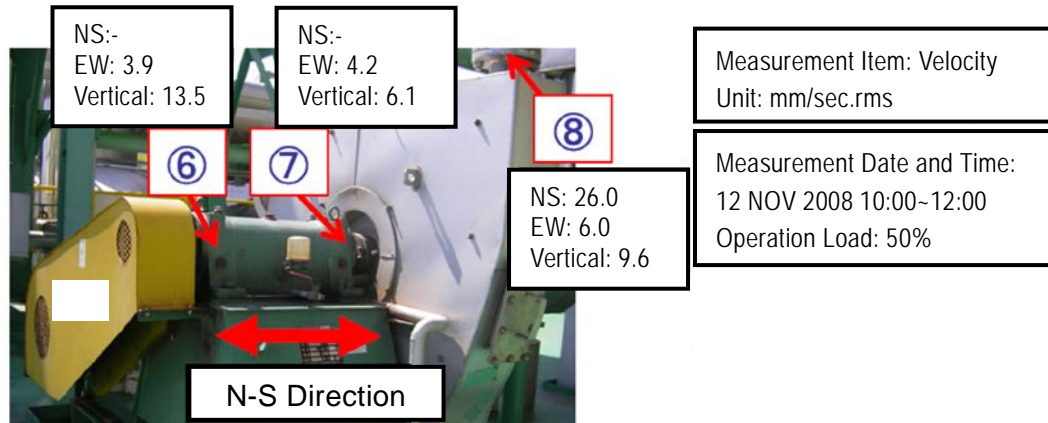 NS:-
EW: 3.9
Vertical: 13.5
NS:-
EW: 4.2
Vertical: 6.1
Measurement Item: Velocity
Unit: mm/sec.rms
⑥
⑦
⑧
NS: 26.0
EW: 6.0
Vertical: 9.6
Measurement Date and Time:
12 NOV 2008 10:00~12:00
Operation Load: 50%
N-S Direction